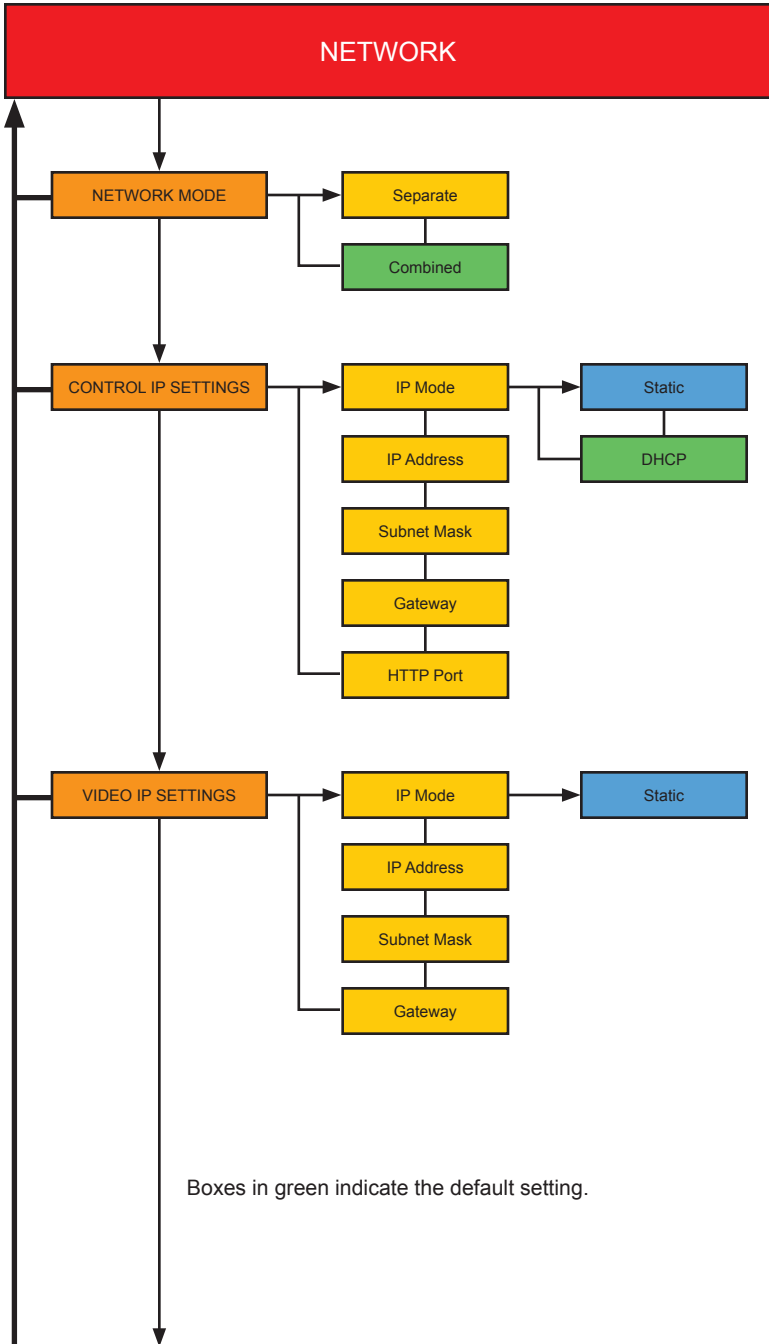 NETWORK
NETWORK MODE
Separate
Combined
CONTROL IP SETTINGS
IP Mode
Static
IP Address
DHCP
Subnet Mask
Gateway
HTTP Port
VIDEO IP SETTINGS
IP Mode
Static
IP Address
Subnet Mask
Gateway
Boxes in green indicate the default setting.